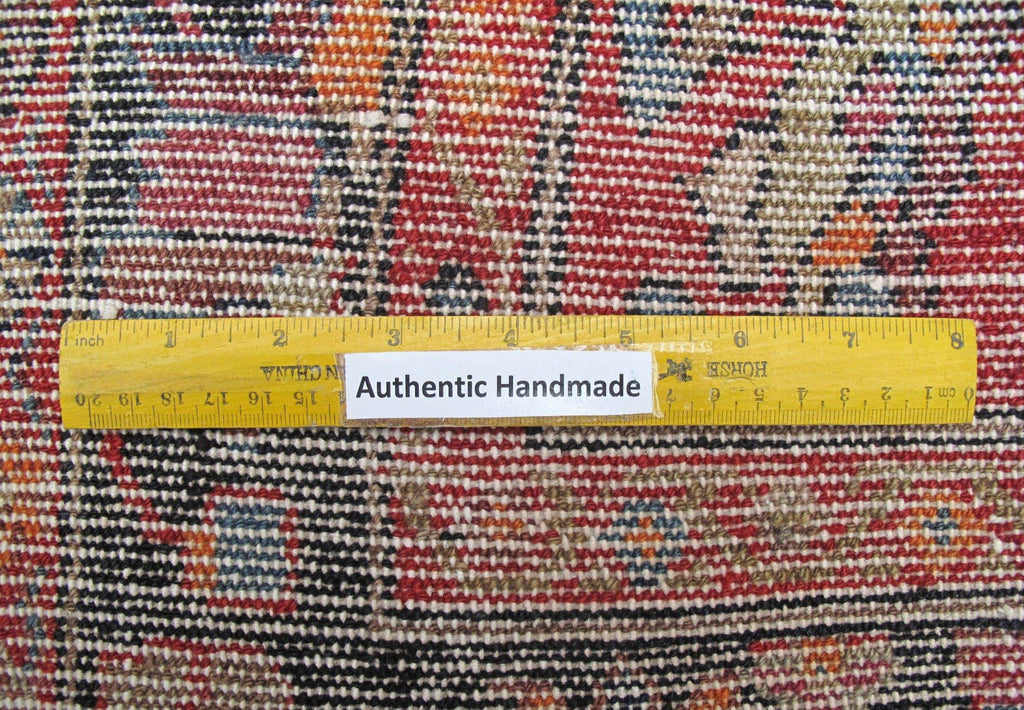 inch 1 2 3 4 5 6 7 8
HORSE N CHINA
Authentic Handmade
20 19 18 17 16 15 7 6 5 4 3 2 1 0 cm